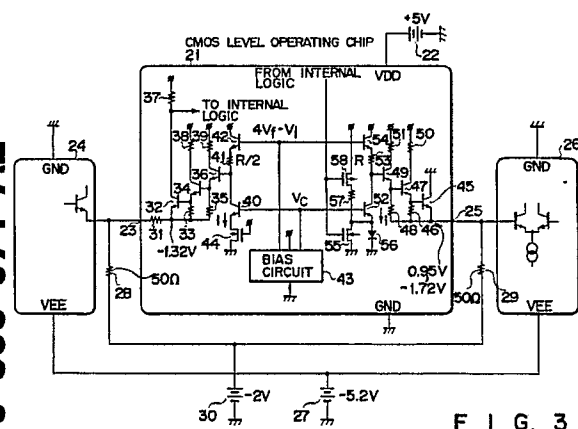 +5V
CMOS LEVEL OPERATING CHIP
21
22
FROM INTERNAL
LOGIC
VDD
37
TO INTERNAL
LOGIC
24
26
GND
GND
38
39
42
4Vf-Vi
54
51
50
41
R/2
58
R
53
49
45
34
36
57
47
32
35
40
VC
52
25
23
31
33
44
55
56
48
46
-1.32V
BIAS
CIRCUIT
43
0.95V
-1.72V
50Ω
28
50Ω
29
VEE
GND
VEE
30
-2V
27
-5.2V
F I G. 3